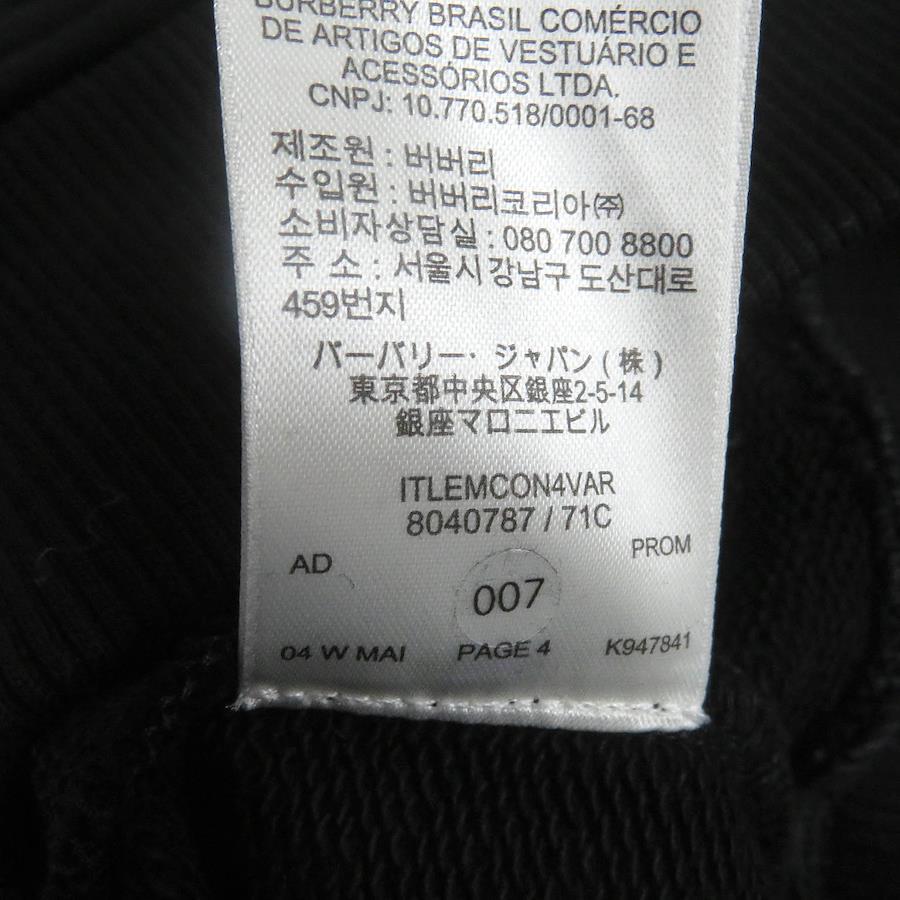 BURBERRY BRASIL COMÉRCIO
DE ARTIGOS DE VESTUÁRIO E
ACESSÓRIOS LTDA.
CNPJ: 10.770.518/0001-68
제조원 : 버버리
수입원 : 버버리코리아㈜
소비자상담실 : 080 700 8800
주 소 : 서울시 강남구 도산대로
459번지
バーバリー・ジャパン ( 株 )
東京都中央区銀座2-5-14
銀座マロニエビル
ITLEMCON4VAR
8040787 / 71C
AD PROM
007
04 W MAI PAGE 4 K947841